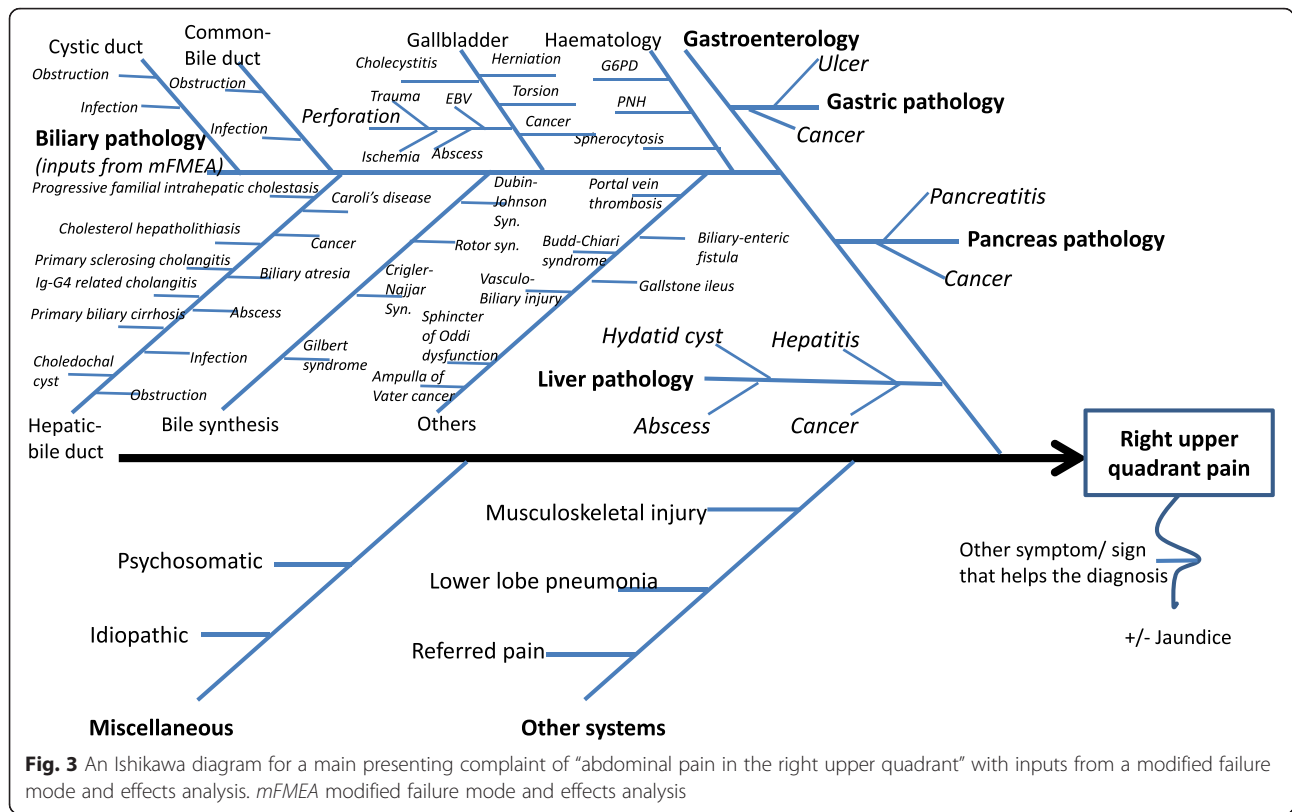 Cystic duct
Common-
Bile duct
Gallbladder
Haematology
Gastroenterology
Obstruction
Infection
Obstruction
Infection
Cholecystitis
Herniation
Trauma
EBV
Torsion
Perforation
Cancer
Ischemia
Abscess
G6PD
PNH
Spherocytosis
Ulcer
Gastric pathology
Cancer
Biliary pathology
(inputs from mFMEA)
Progressive familial intrahepatic cholestasis
Caroli's disease
Cholesterol hepatholithiasis
Cancer
Primary sclerosing cholangitis
Biliary atresia
Ig-G4 related cholangitis
Primary biliary cirrhosis
Abscess
Infection
Choledochal
cyst
Obstruction
Hepatic-
bile duct
Dubin-
Johnson
Syn.
Rotor syn.
Crigler-
Najjar
Syn.
Gilbert
syndrome
Bile synthesis
Portal vein
thrombosis
Budd-Chiari
syndrome
Biliary-enteric
fistula
Vasculo-
Biliary injury
Gallstone ileus
Sphincter
of Oddi
dysfunction
Ampulla of
Vater cancer
Others
Pancreatitis
Pancreas pathology
Cancer
Hydatid cyst
Hepatitis
Liver pathology
Abscess
Cancer
Right upper
quadrant pain
Other symptom/ sign
that helps the diagnosis
+/- Jaundice
Psychosomatic
Idiopathic
Miscellaneous
Musculoskeletal injury
Lower lobe pneumonia
Referred pain
Other systems
Fig. 3 An Ishikawa diagram for a main presenting complaint of “abdominal pain in the right upper quadrant” with inputs from a modified failure
mode and effects analysis. mFMEA modified failure mode and effects analysis